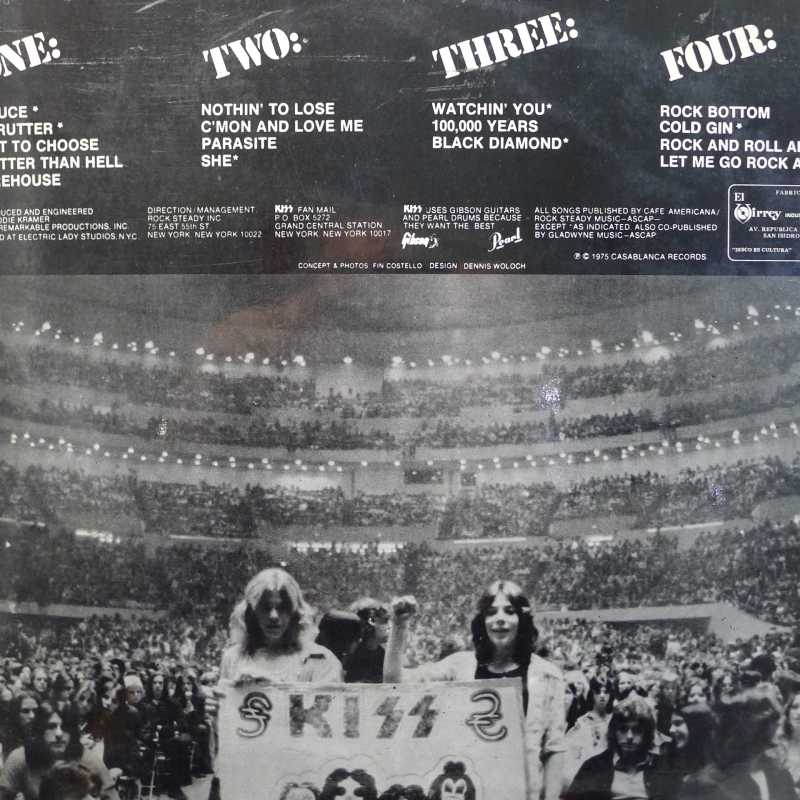 ONE:
TWO:
THREE:
FOUR:
UCE *
RUTTER *
T TO CHOOSE
TTER THAN HELL
EHOUSE
NOTHIN' TO LOSE
C'MON AND LOVE ME
PARASITE
SHE*
WATCHIN' YOU*
100,000 YEARS
BLACK DIAMOND*
ROCK BOTTOM
COLD GIN *
ROCK AND ROLL AL
LET ME GO ROCK A
UCED AND ENGINEERED
DIE KRAMER
REMARKABLE PRODUCTIONS, INC.
D AT ELECTRIC LADY STUDIOS, N.Y.C.
DIRECTION/MANAGEMENT
ROCK STEADY INC
75 EAST 55th ST
NEW YORK, NEW YORK 10022
KISS FAN MAIL
P.O. BOX 5272
GRAND CENTRAL STATION
NEW YORK, NEW YORK 10017
KISS USES GIBSON GUITARS
AND PEARL DRUMS BECAUSE
THEY WANT THE BEST
Gibson
Pearl
ALL SONGS PUBLISHED BY CAFE AMERICANA/
ROCK STEADY MUSIC-ASCAP-
EXCEPT *AS INDICATED. ALSO CO-PUBLISHED
BY GLADWYNE MUSIC-ASCAP
℗ © 1975 CASABLANCA RECORDS
FABRIC
El
Virrey INDU
AV. REPUBLICA
SAN ISIDRO
"DISCO ES CULTURA"
CONCEPT & PHOTOS FIN COSTELLO DESIGN DENNIS WOLOCH
KISS